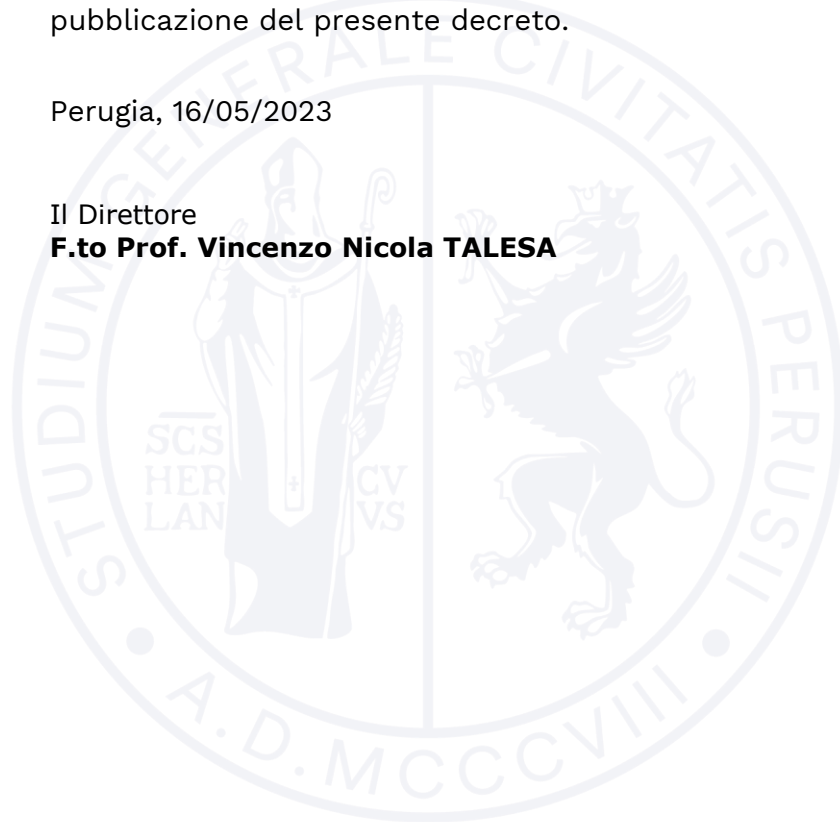 pubblicazione del presente decreto.
Perugia, 16/05/2023
Il Direttore
F.to Prof. Vincenzo Nicola TALESA
STUDIUM GENERALE CIVITATIS PERUSII
SCS
HER CV
LAN VS
A.D. MCCCVIII